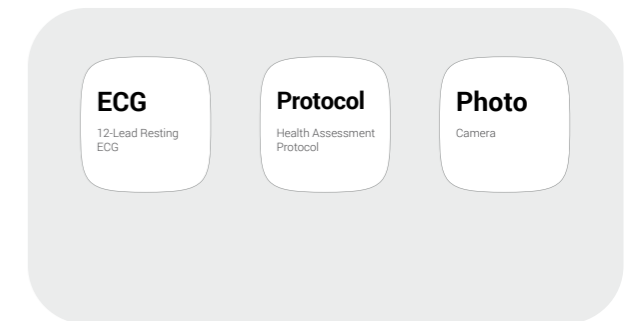 ECG
12-Lead Resting
ECG
Protocol
Health Assessment
Protocol
Photo
Camera